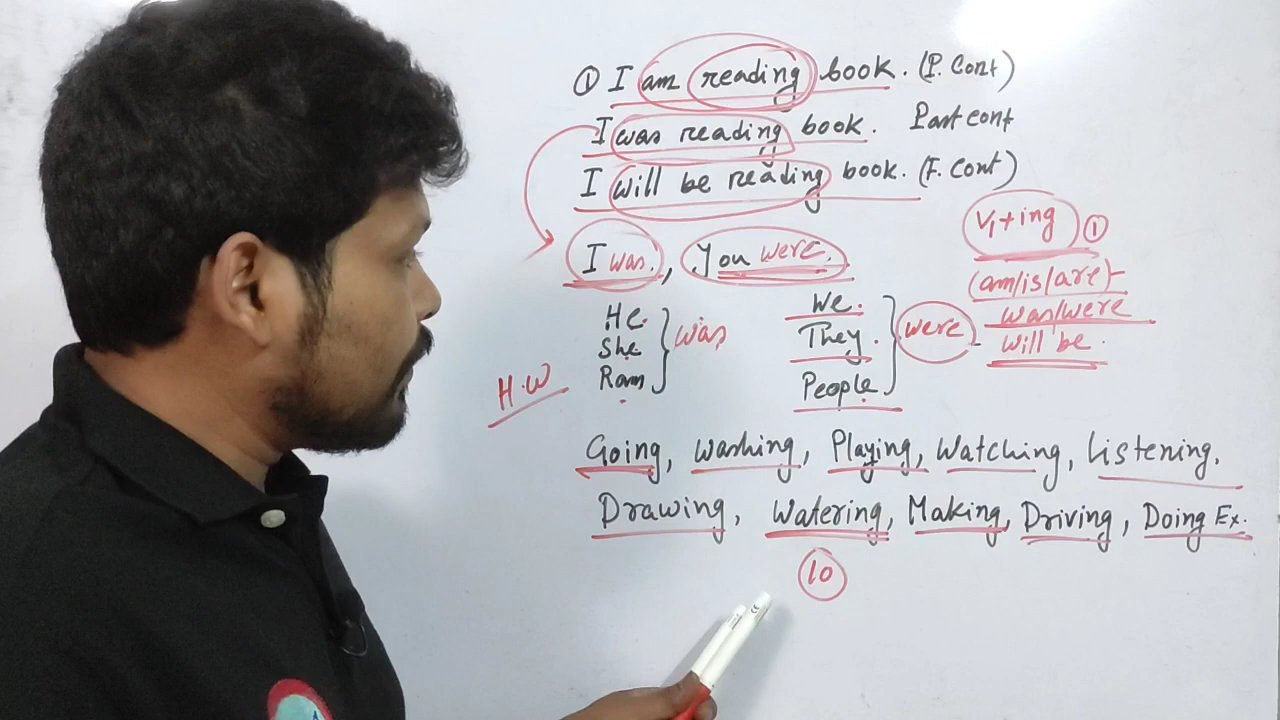 ① I am reading book. (P. Cont)
I was reading book. Past cont
I will be reading book. (F. Cont)
V₁+ing ①
I was., You were.
(am/is/are)-
He. She Ram } was
We. They. People } were -
was/were
will be.
H.W
Going, Washing, Playing, Watching, Listening.
Drawing, Watering, Making, Driving, Doing Ex.
10